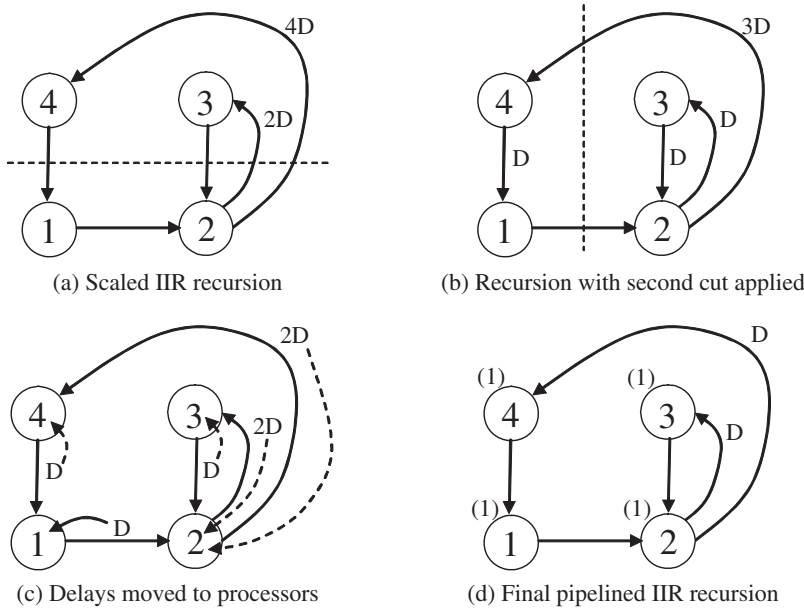 4D
4
3
2D
1
2
(a) Scaled IIR recursion
3D
4
3
D
D
D
1
2
(b) Recursion with second cut applied
2D
4
3
2D
D
D
1
D
2
(c) Delays moved to processors
D
(1)
(1)
4
3
D
(1)
(1)
1
2
(d) Final pipelined IIR recursion